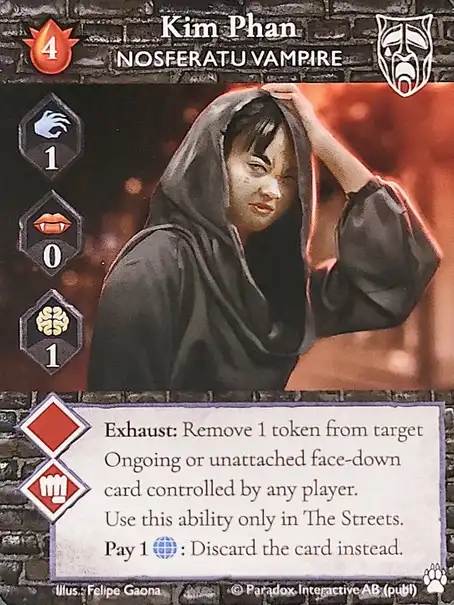 4
Kim Phan
NOSFERATU VAMPIRE
1
0
1
Exhaust: Remove 1 token from target
Ongoing or unattached face-down
card controlled by any player.
Use this ability only in The Streets.
Pay 1 : Discard the card instead.
Illus.: Felipe Gaona
© Paradox Interactive AB (publ)